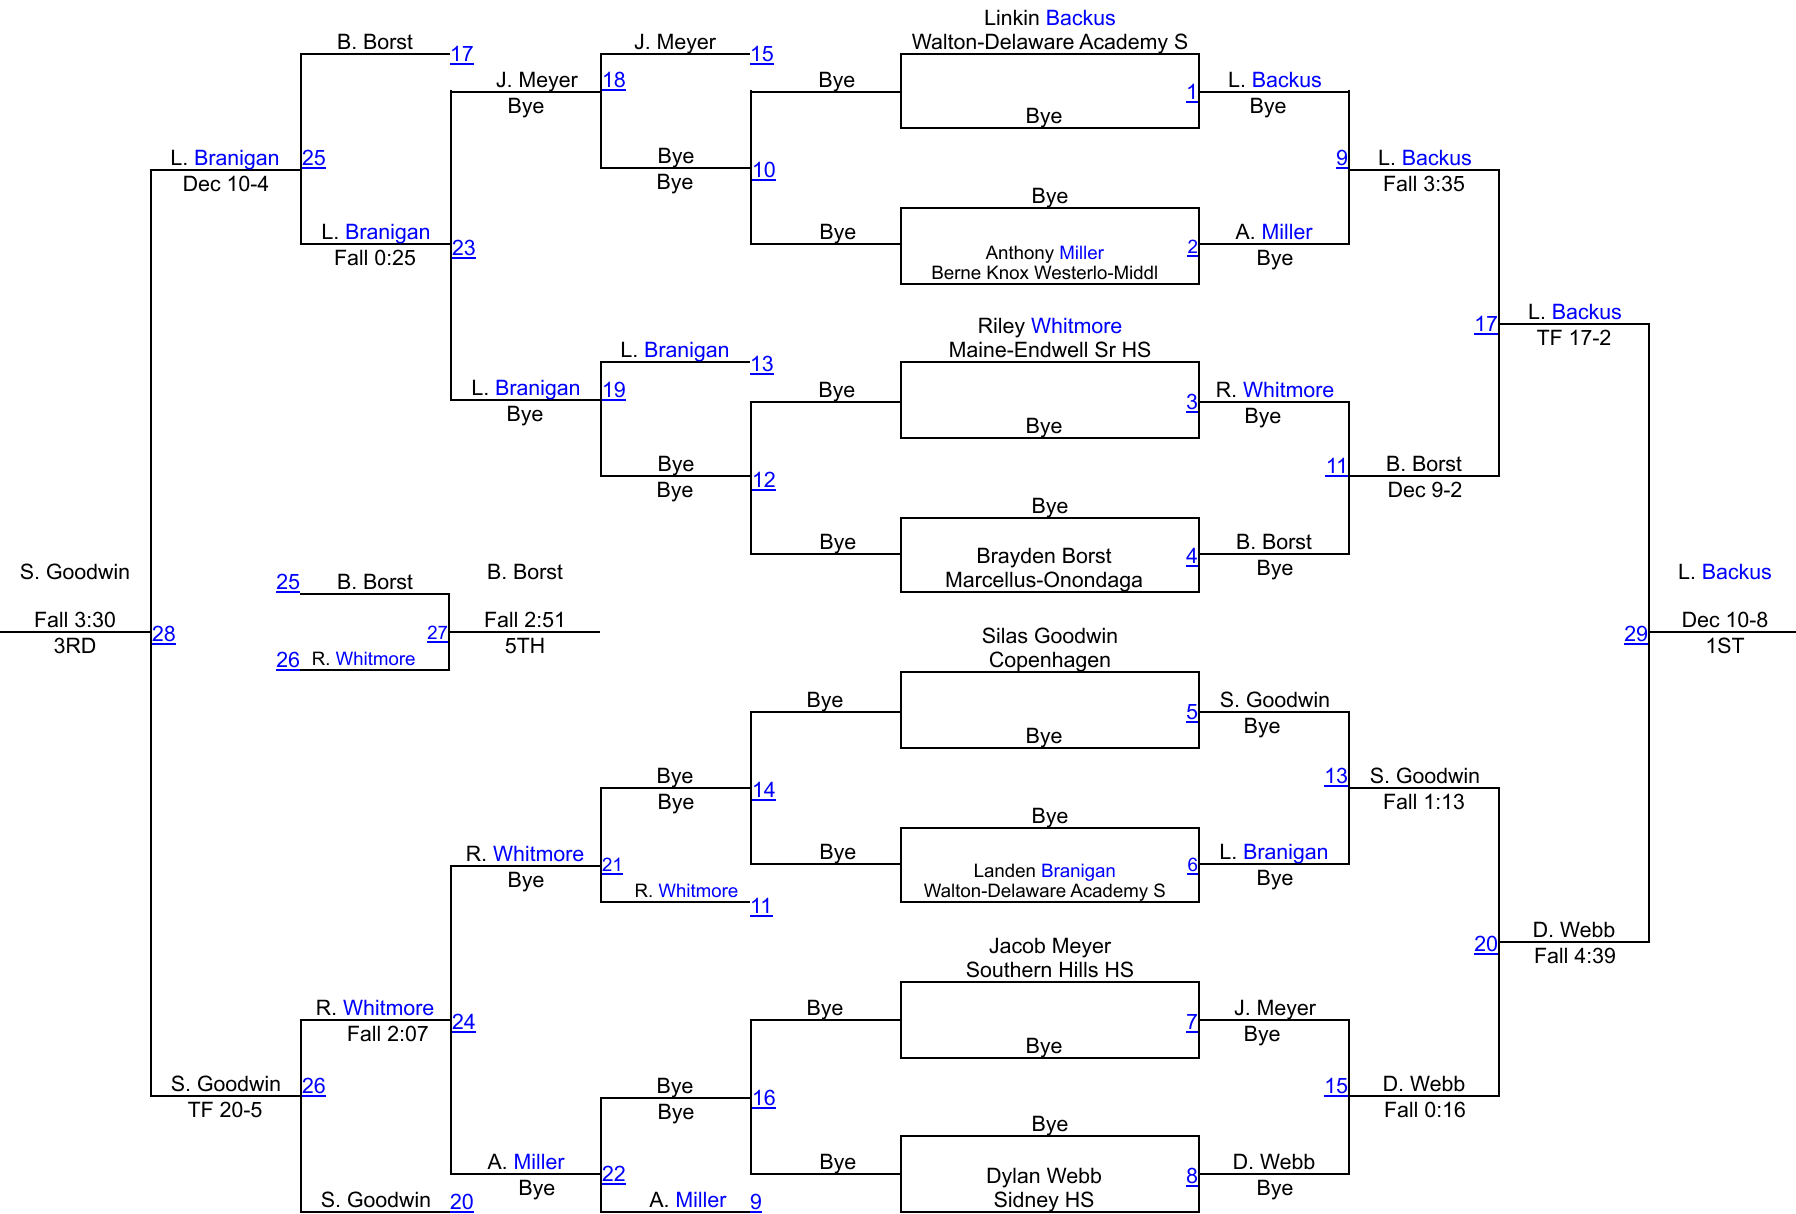 Linkin Backus
B. Borst
J. Meyer
Walton-Delaware Academy S
17
15
J. Meyer
18
Bye
1
L. Backus
Bye
Bye
Bye
L. Branigan
25
Bye
10
9
L. Backus
Dec 10-4
Bye
Fall 3:35
Bye
L. Branigan
23
Bye
2
A. Miller
Fall 0:25
Anthony Miller
Bye
Berne Knox Westerlo-Middl
17
L. Backus
Riley Whitmore
TF 17-2
L. Branigan
13
Maine-Endwell Sr HS
L. Branigan
19
Bye
3
R. Whitmore
Bye
Bye
Bye
Bye
12
11
B. Borst
Bye
Dec 9-2
Bye
Bye
4
B. Borst
Brayden Borst
Bye
Marcellus-Onondaga
S. Goodwin
25
B. Borst
B. Borst
L. Backus
Fall 3:30
28
27
Fall 2:51
29
Dec 10-8
3RD
5TH
1ST
26
R. Whitmore
Silas Goodwin
Copenhagen
Bye
5
S. Goodwin
Bye
Bye
Bye
14
13
S. Goodwin
Bye
Fall 1:13
Bye
R. Whitmore
21
Bye
6
L. Branigan
Bye
Landen Branigan
Bye
R. Whitmore
11
Walton-Delaware Academy S
20
D. Webb
Jacob Meyer
Fall 4:39
Southern Hills HS
R. Whitmore
24
Bye
7
J. Meyer
Fall 2:07
Bye
Bye
S. Goodwin
26
Bye
16
15
D. Webb
TF 20-5
Bye
Fall 0:16
Bye
A. Miller
22
Bye
8
D. Webb
Bye
Dylan Webb
Bye
S. Goodwin
20
A. Miller
9
Sidney HS